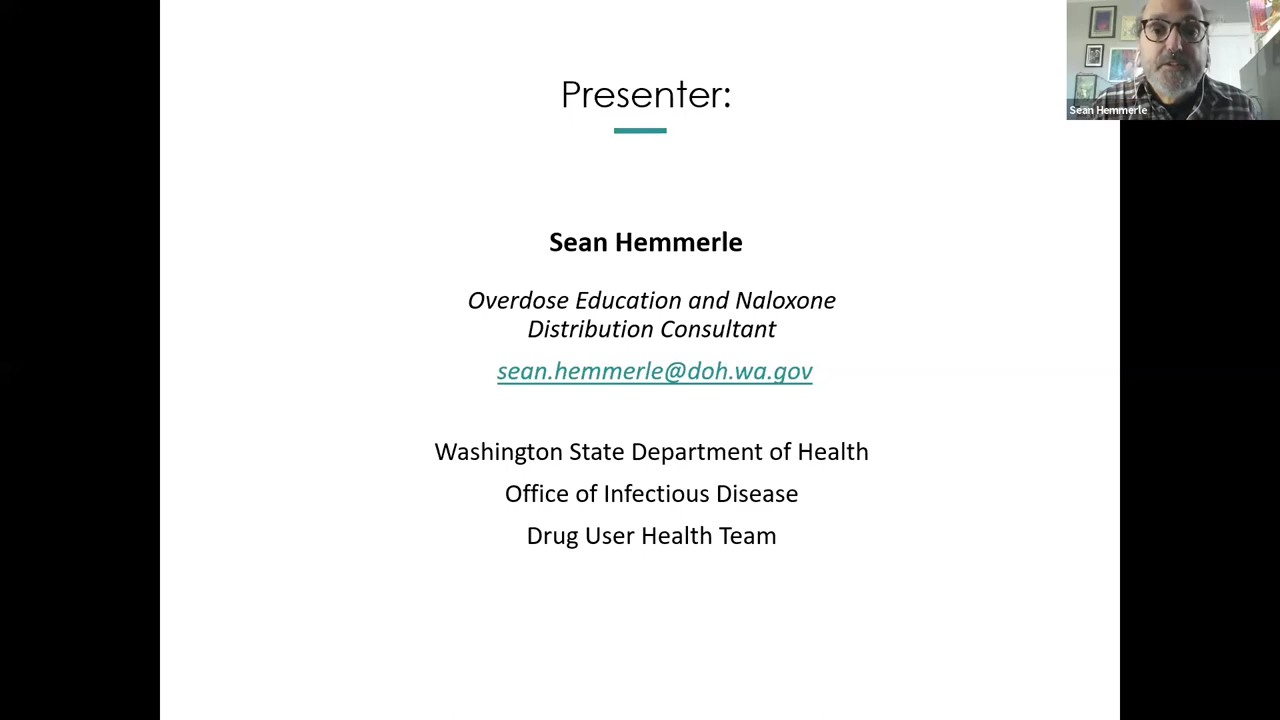 Presenter:
Sean Hemmerle
Sean Hemmerle
Overdose Education and Naloxone
Distribution Consultant
sean.hemmerle@doh.wa.gov
Washington State Department of Health
Office of Infectious Disease
Drug User Health Team